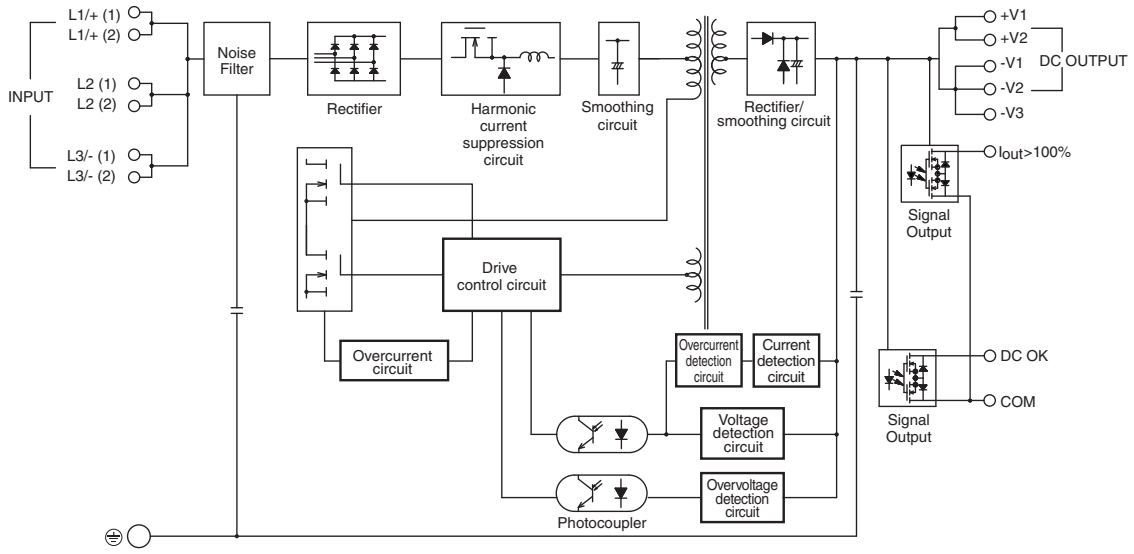 INPUT
L1/+ (1)
L1/+ (2)
L2 (1)
L2 (2)
L3/- (1)
L3/- (2)
Noise
Filter
Rectifier
Harmonic
current
suppression
circuit
Smoothing
circuit
Rectifier/
smoothing circuit
+V1
+V2
-V1
-V2
-V3
DC OUTPUT
Iout>100%
Signal
Output
Drive
control circuit
Overcurrent
circuit
Overcurrent
detection
circuit
Current
detection
circuit
DC OK
COM
Signal
Output
Voltage
detection
circuit
Overvoltage
detection
circuit
Photocoupler